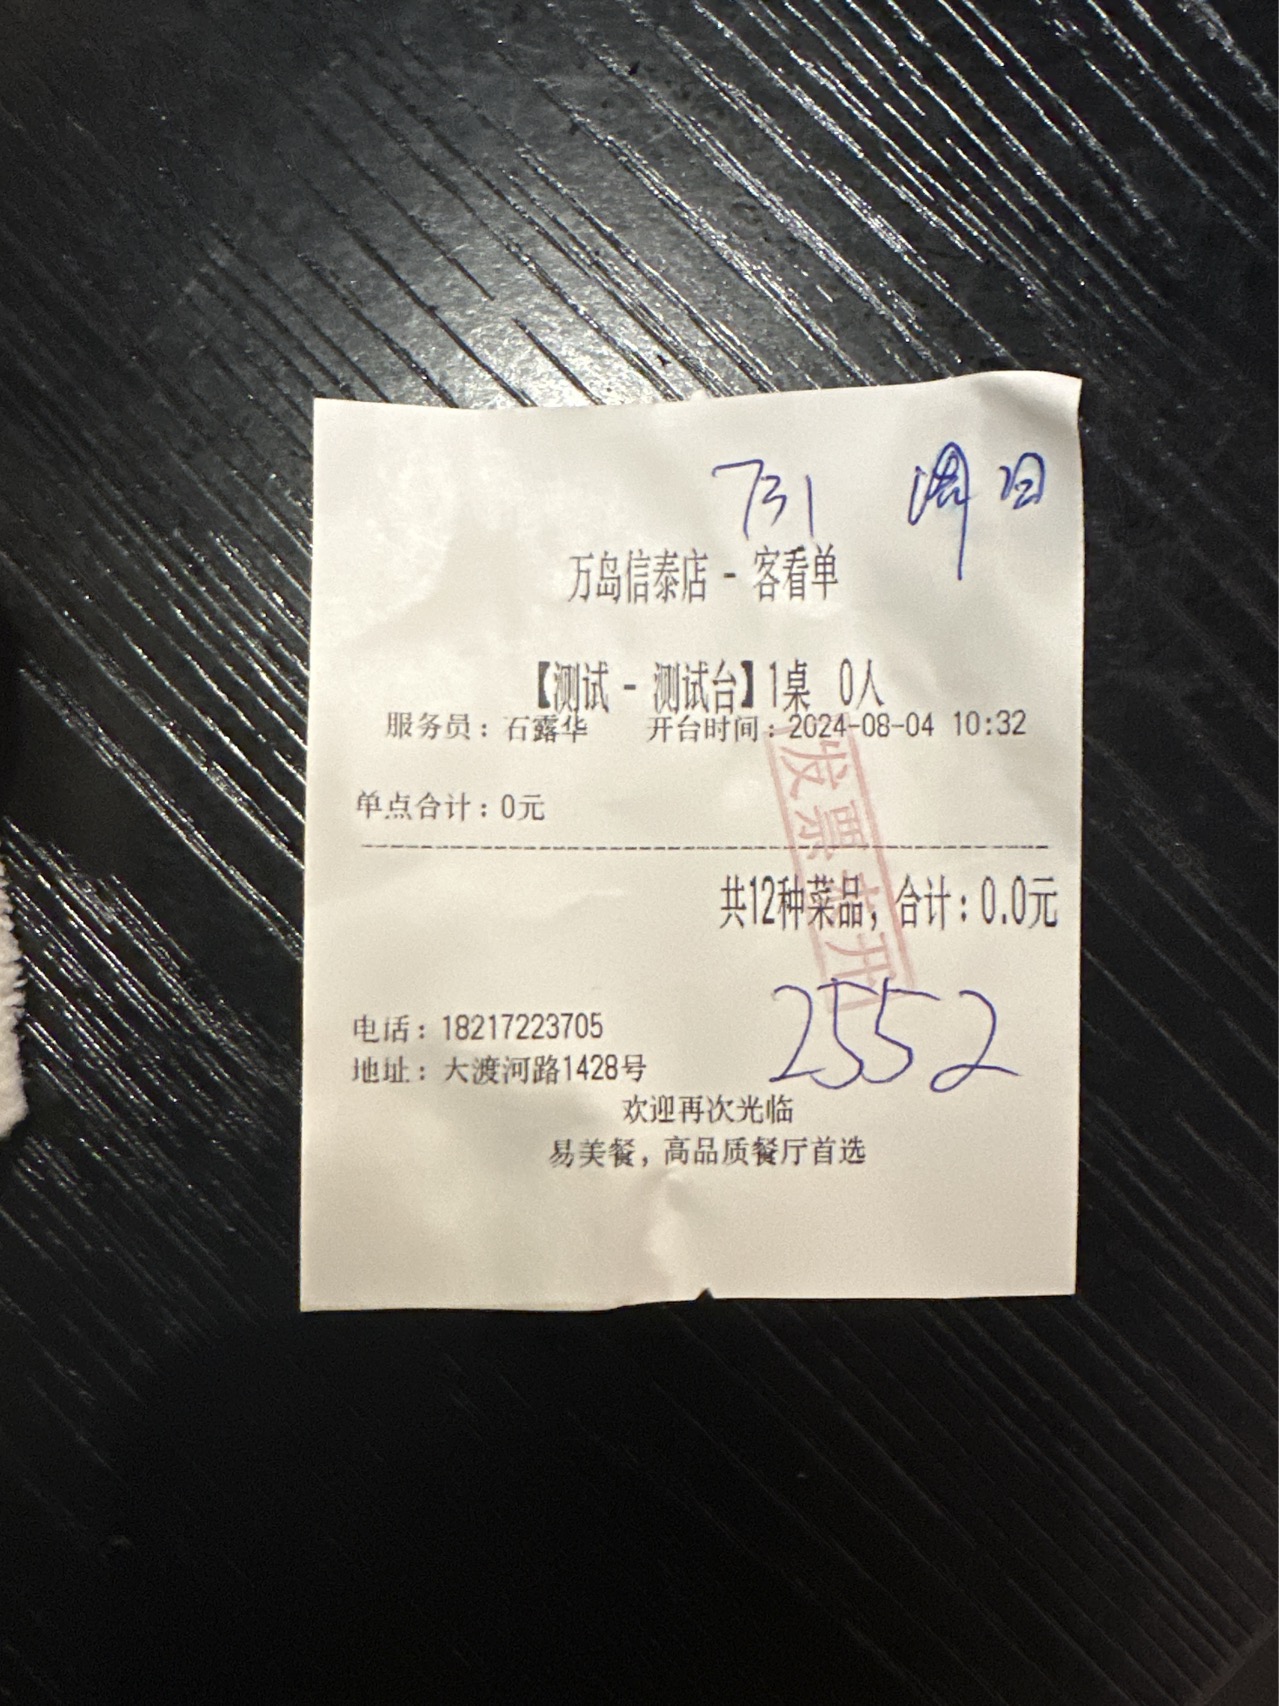 731 周日
万岛信泰店 - 客看单
【测试 - 测试台】1桌 0人
服务员：石露华 开台时间：2024-08-04 10:32
单点合计：0元
共12种菜品，合计：0.0元
发票未开
2552
电话：18217223705
地址：大渡河路1428号
欢迎再次光临
易美餐，高品质餐厅首选